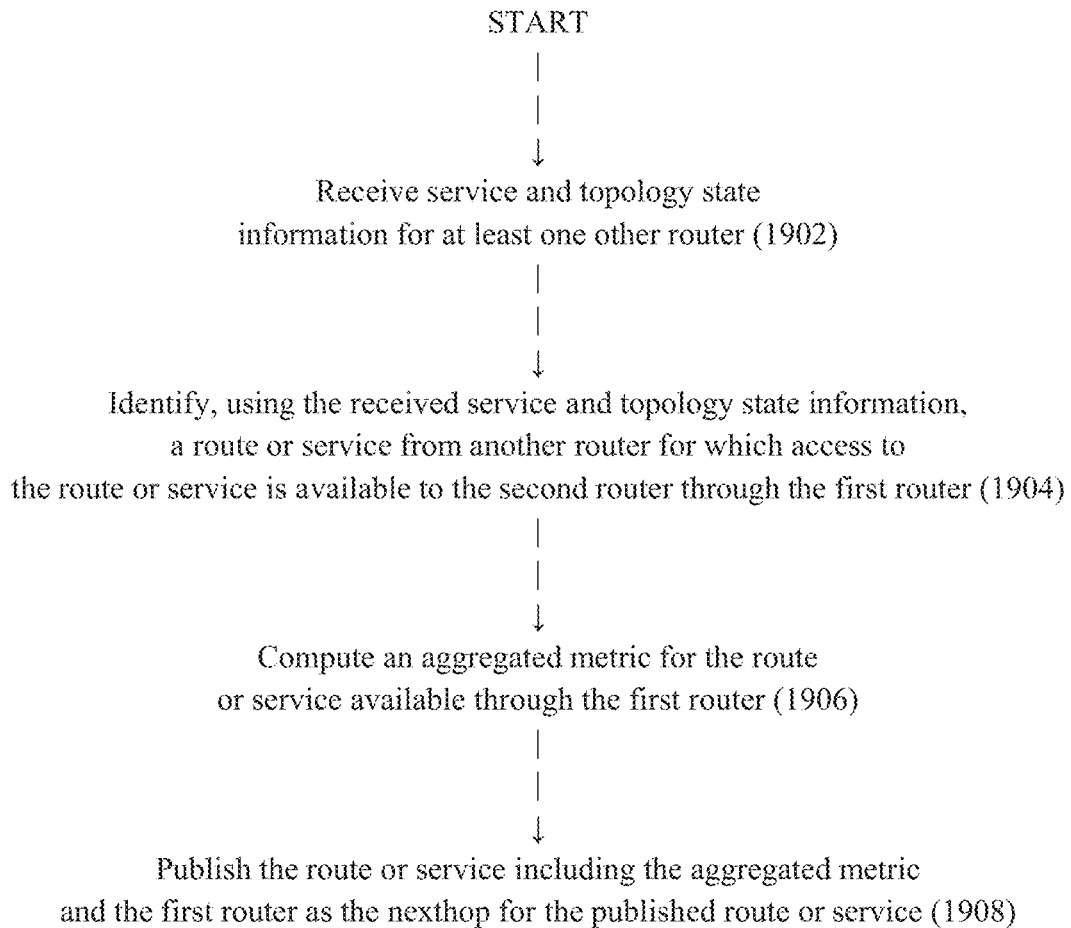 START
Receive service and topology state
information for at least one other router (1902)
Identify, using the received service and topology state information,
a route or service from another router for which access to
the route or service is available to the second router through the first router (1904)
Compute an aggregated metric for the route
or service available through the first router (1906)
Publish the route or service including the aggregated metric
and the first router as the nexthop for the published route or service (1908)